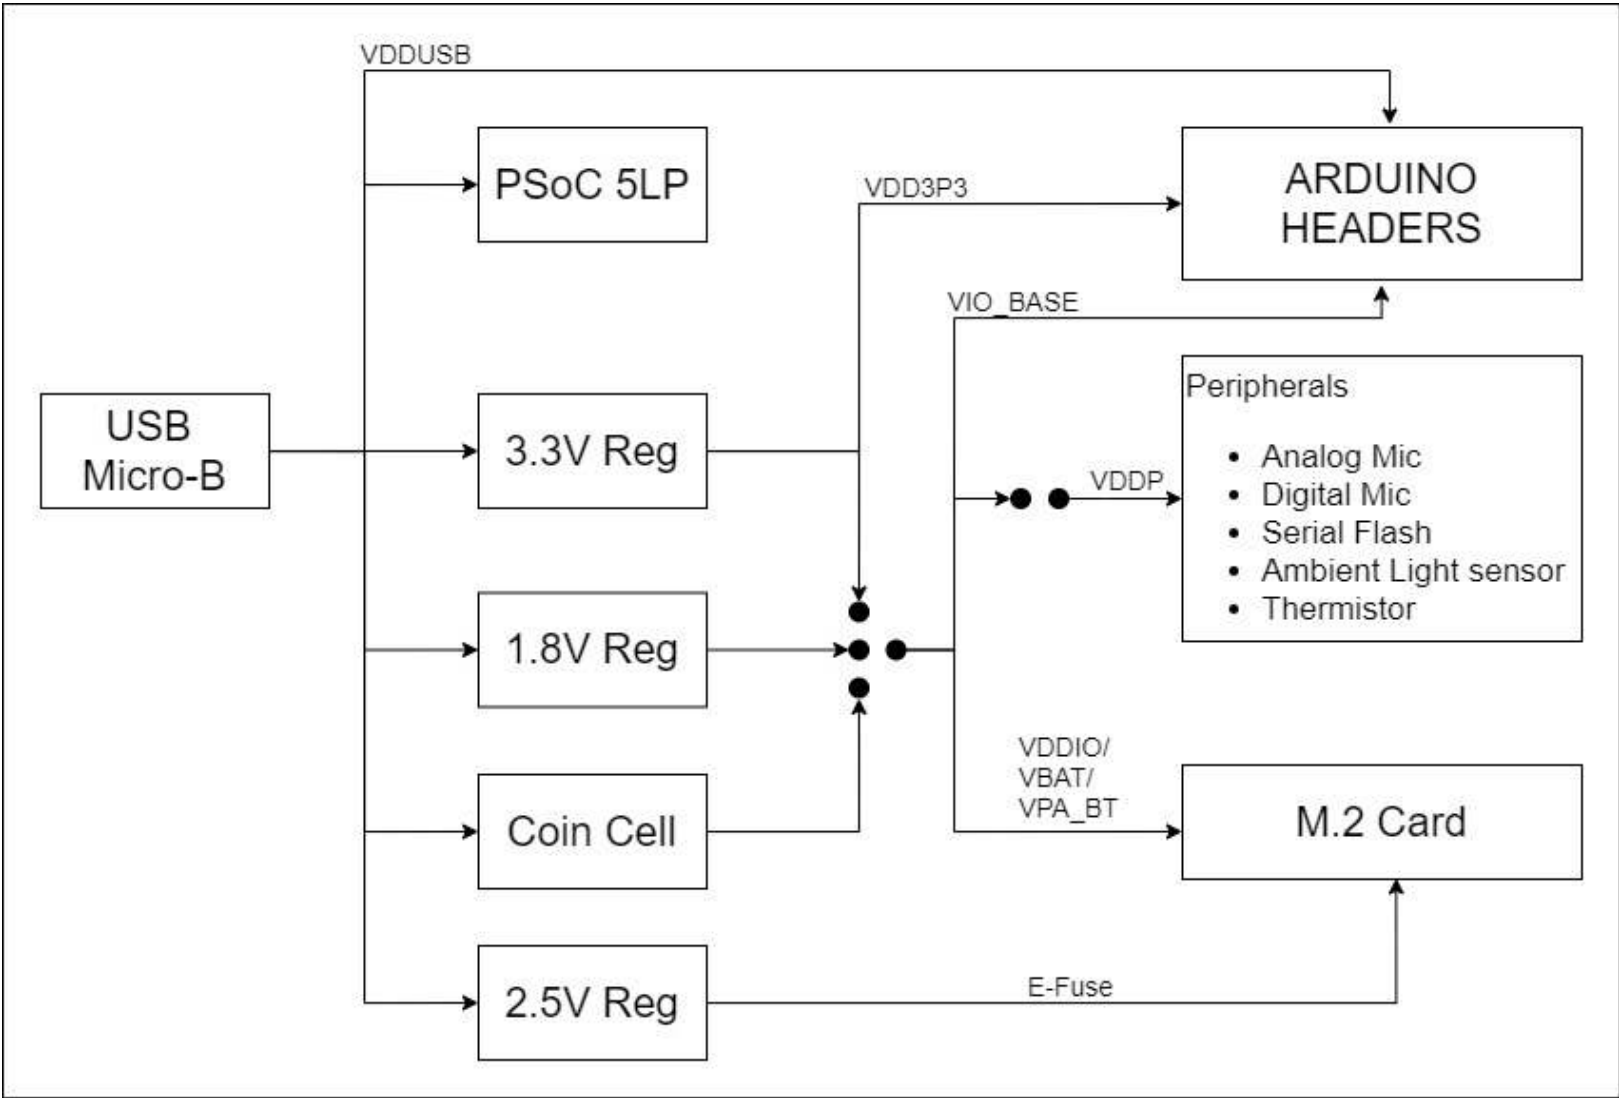 VDDUSB
PSoC 5LP
VDD3P3
ARDUINO
HEADERS
VIO_BASE
USB
Micro-B
3.3V Reg
VDDP
Peripherals
• Analog Mic
• Digital Mic
• Serial Flash
• Ambient Light sensor
• Thermistor
1.8V Reg
VDDIO/
VBAT/
VPA_BT
Coin Cell
M.2 Card
2.5V Reg
E-Fuse